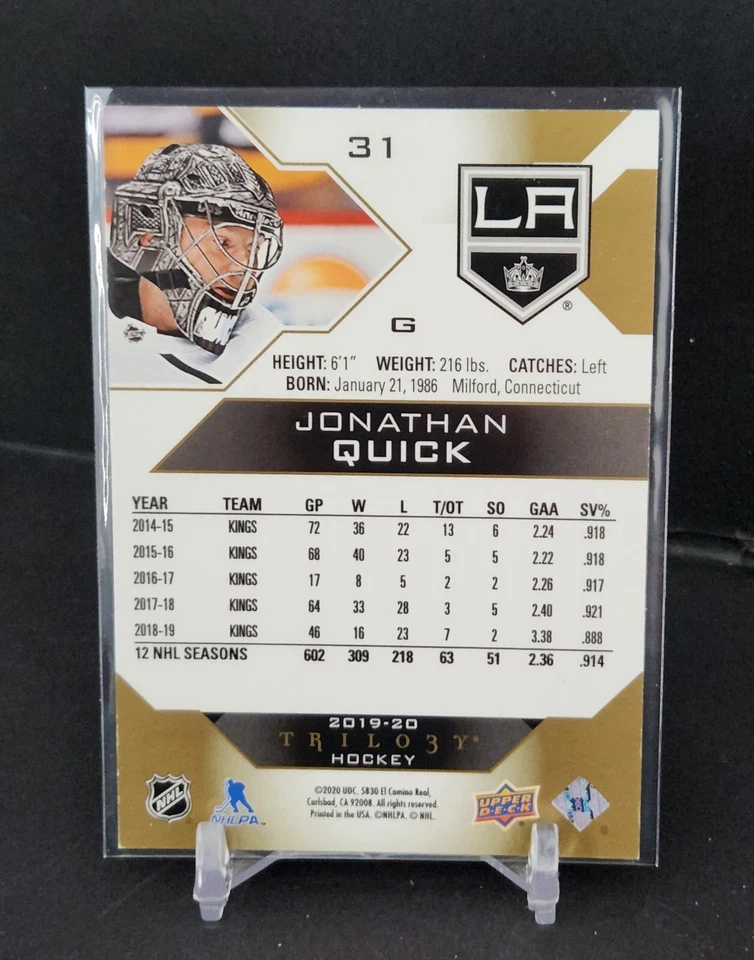 31
LA
®
G
HEIGHT: 6'1" WEIGHT: 216 lbs. CATCHES: Left
BORN: January 21, 1986 Milford, Connecticut
JONATHAN
QUICK
YEAR TEAM GP W L T/OT SO GAA SV%
2014-15 KINGS 72 36 22 13 6 2.24 .918
2015-16 KINGS 68 40 23 5 5 2.22 .918
2016-17 KINGS 17 8 5 2 2 2.26 .917
2017-18 KINGS 64 33 28 3 5 2.40 .921
2018-19 KINGS 46 16 23 7 2 3.38 .888
12 NHL SEASONS 602 309 218 63 51 2.36 .914
2019-20
TRILO3Y®
HOCKEY
NHL
NHLPA™
©2020 UDC. 5830 El Camino Real,
Carlsbad, CA 92008. All rights reserved.
Printed in the USA. ©NHLPA. © NHL.
UPPER
DECK